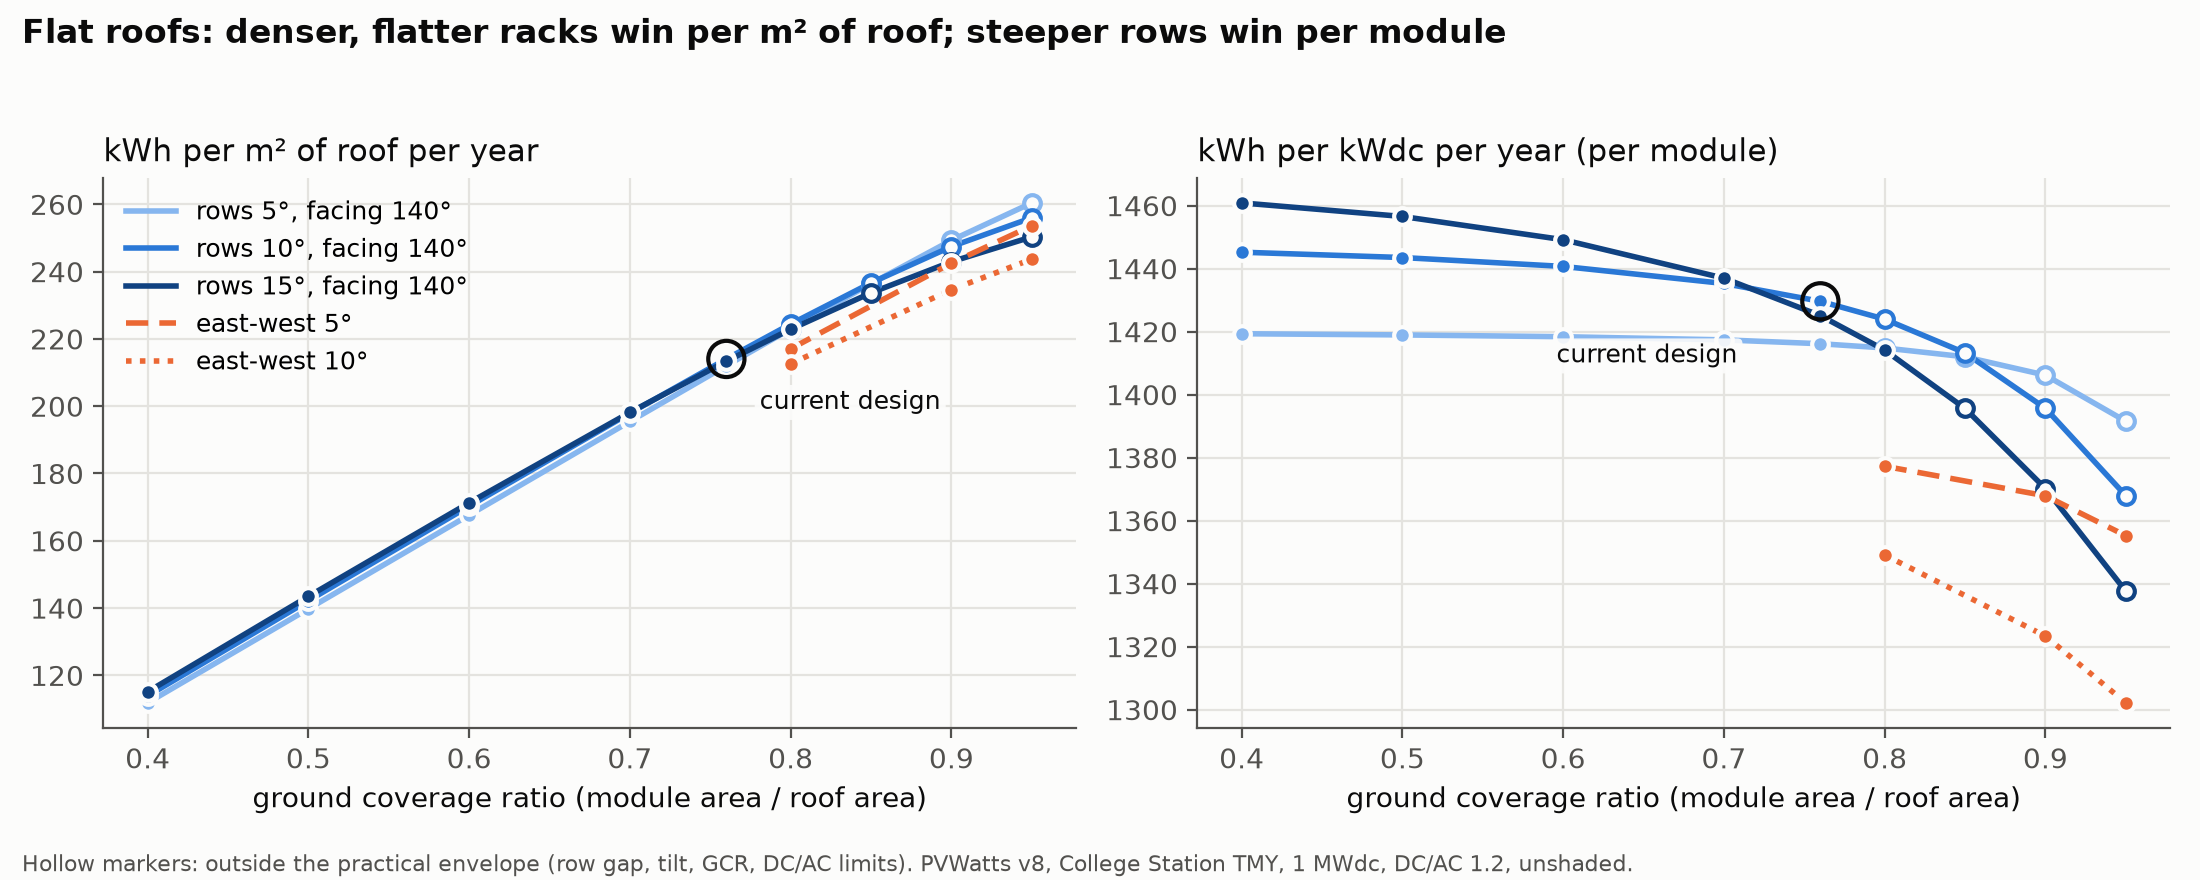 Flat roofs: denser, flatter racks win per m² of roof; steeper rows win per module
kWh per m² of roof per year
260
240
220
200
180
160
140
120
rows 5°, facing 140°
rows 10°, facing 140°
rows 15°, facing 140°
east-west 5°
east-west 10°
current design
0.4 0.5 0.6 0.7 0.8 0.9
ground coverage ratio (module area / roof area)
kWh per kWdc per year (per module)
1460
1440
1420
1400
1380
1360
1340
1320
1300
current design
0.4 0.5 0.6 0.7 0.8 0.9
ground coverage ratio (module area / roof area)
Hollow markers: outside the practical envelope (row gap, tilt, GCR, DC/AC limits). PVWatts v8, College Station TMY, 1 MWdc, DC/AC 1.2, unshaded.